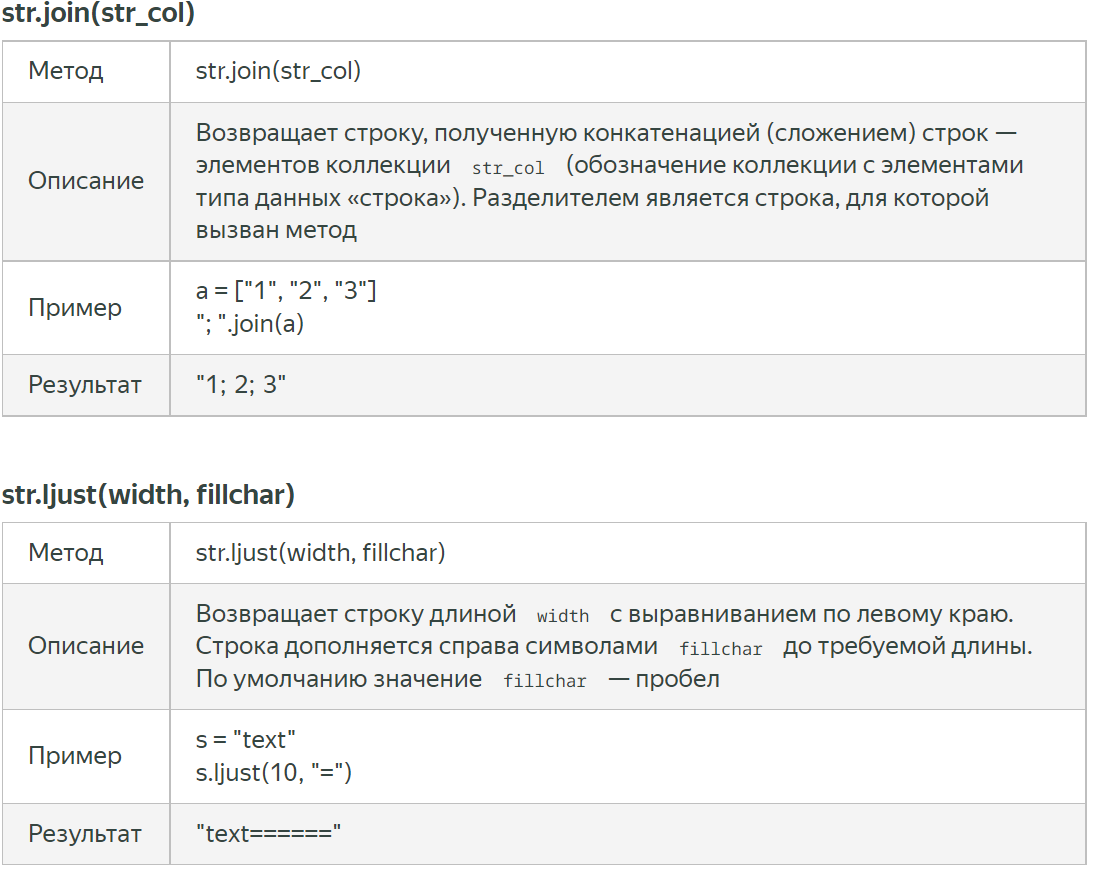 str.join(str_col)
Метод
str.join(str_col)
Описание
Возвращает строку, полученную конкатенацией (сложением) строк —
элементов коллекции str_col (обозначение коллекции с элементами
типа данных «строка»). Разделителем является строка, для которой
вызван метод
Пример
a = ["1", "2", "3"]
"; ".join(a)
Результат
"1; 2; 3"
str.ljust(width, fillchar)
Метод
str.ljust(width, fillchar)
Описание
Возвращает строку длиной width с выравниванием по левому краю.
Строка дополняется справа символами fillchar до требуемой длины.
По умолчанию значение fillchar — пробел
Пример
s = "text"
s.ljust(10, "=")
Результат
"text======"